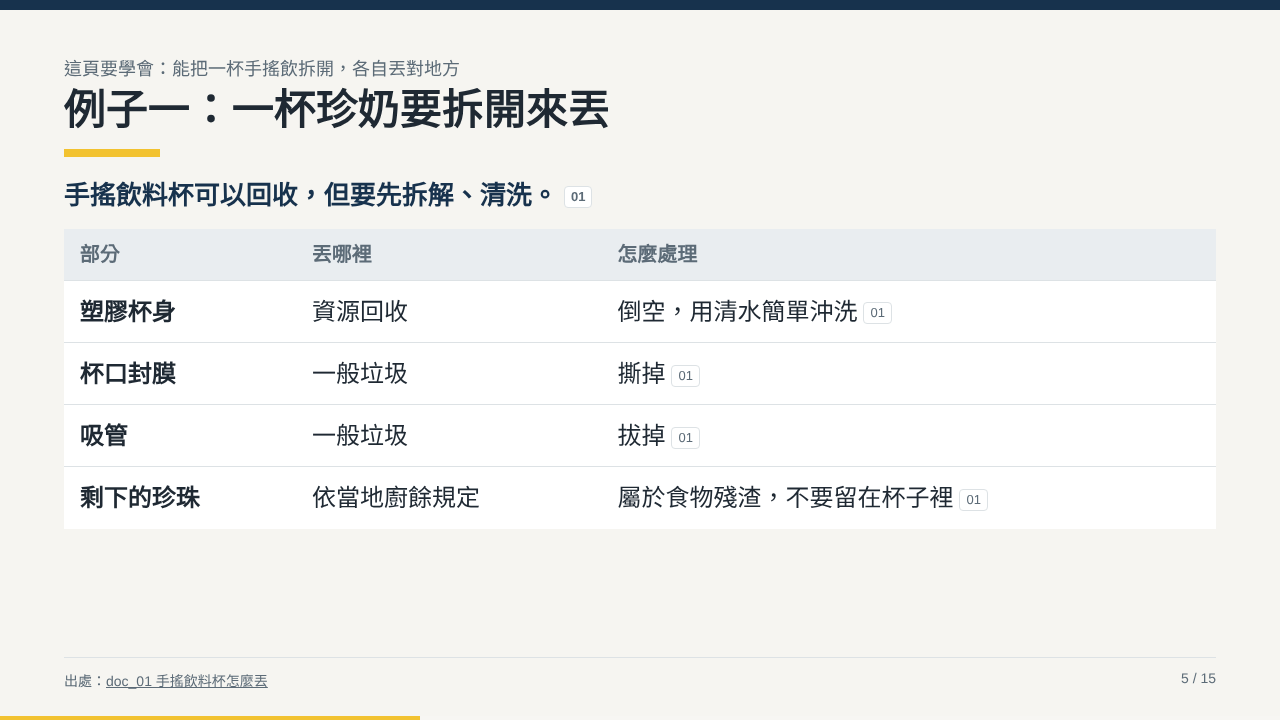 這頁要學會：能把一杯手搖飲拆開，各自丟對地方
例子一：一杯珍奶要拆開來丟
手搖飲料杯可以回收，但要先拆解、清洗。 01
部分 丟哪裡 怎麼處理
塑膠杯身 資源回收 倒空，用清水簡單沖洗 01
杯口封膜 一般垃圾 撕掉 01
吸管 一般垃圾 拔掉 01
剩下的珍珠 依當地廚餘規定 屬於食物殘渣，不要留在杯子裡 01
出處：doc_01 手搖飲料杯怎麼丟
5 / 15